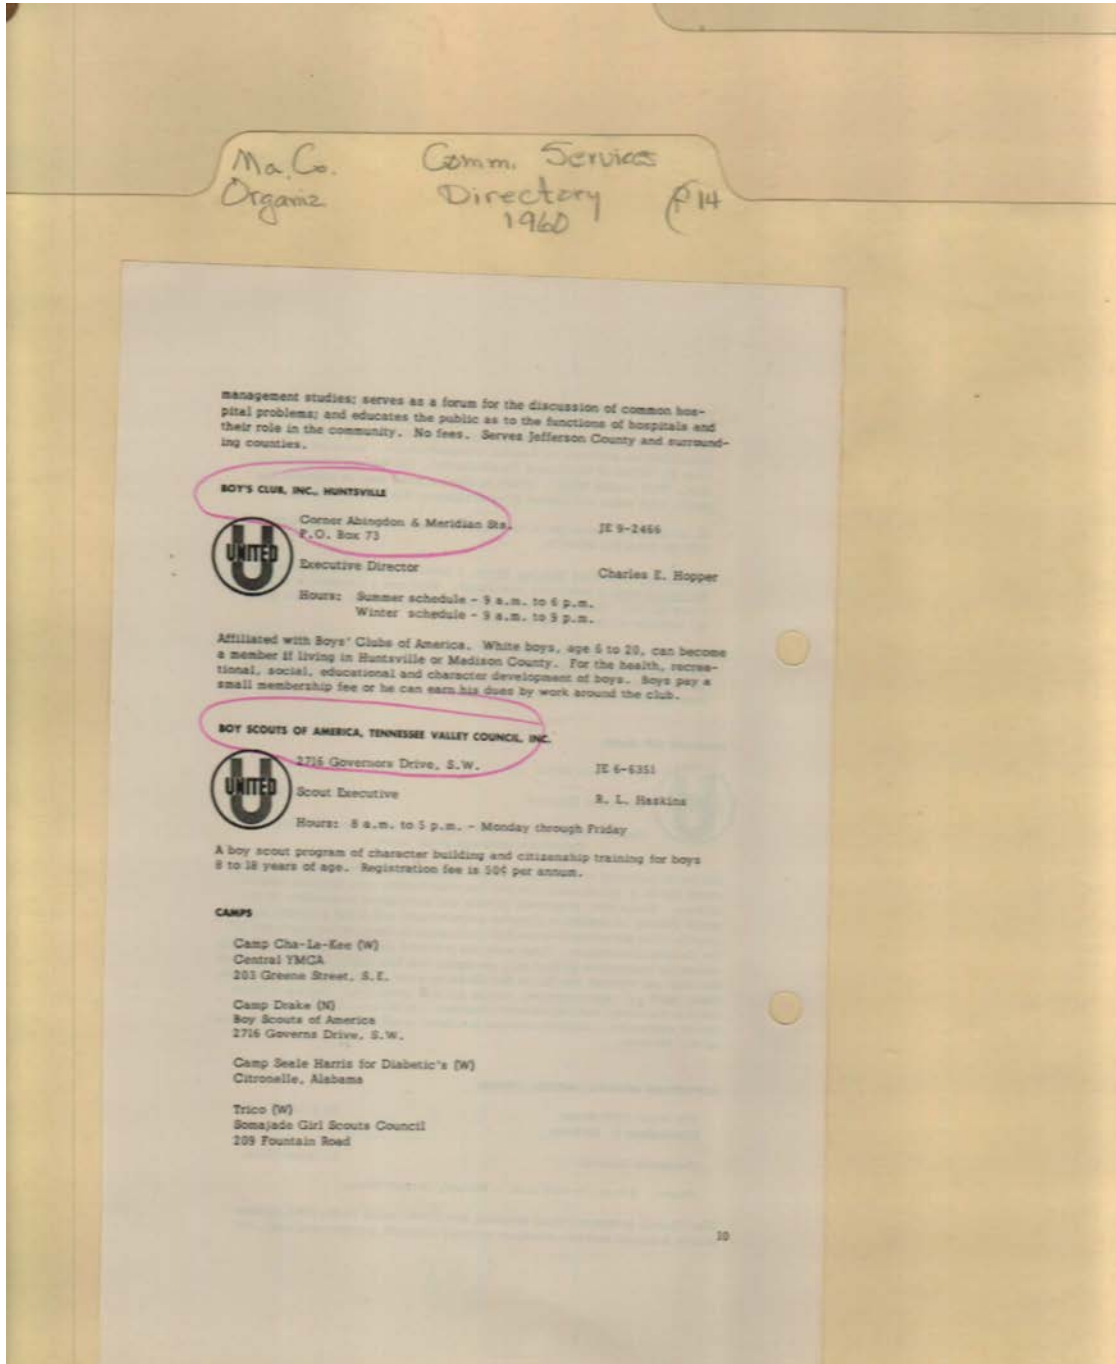 Ma. Co. Comm. Services
Organiz Directory P 14
1960
management studies; serves as a forum for the discussion of common hos-
pital problems; and educates the public as to the functions of hospitals and
their role in the community. No fees. Serves Jefferson County and surround-
ing counties.
BOY'S CLUB, INC., HUNTSVILLE
Corner Abingdon & Meridian Sts. JE 9-2466
P.O. Box 73
UNITED
Executive Director Charles E. Hopper
Hours: Summer schedule - 9 a.m. to 6 p.m.
Winter schedule - 9 a.m. to 9 p.m.
Affiliated with Boys' Clubs of America. White boys, age 6 to 20, can become
a member if living in Huntsville or Madison County. For the health, recrea-
tional, social, educational and character development of boys. Boys pay a
small membership fee or he can earn his dues by work around the club.
BOY SCOUTS OF AMERICA, TENNESSEE VALLEY COUNCIL, INC.
2716 Governors Drive, S.W. JE 6-6351
UNITED
Scout Executive R. L. Haskins
Hours: 8 a.m. to 5 p.m. - Monday through Friday
A boy scout program of character building and citizenship training for boys
8 to 18 years of age. Registration fee is 50¢ per annum.
CAMPS
Camp Cha-La-Kee (W)
Central YMCA
203 Greene Street, S.E.
Camp Drake (N)
Boy Scouts of America
2716 Governs Drive, S.W.
Camp Seale Harris for Diabetic's (W)
Citronelle, Alabama
Trico (W)
Somajade Girl Scouts Council
209 Fountain Road
10